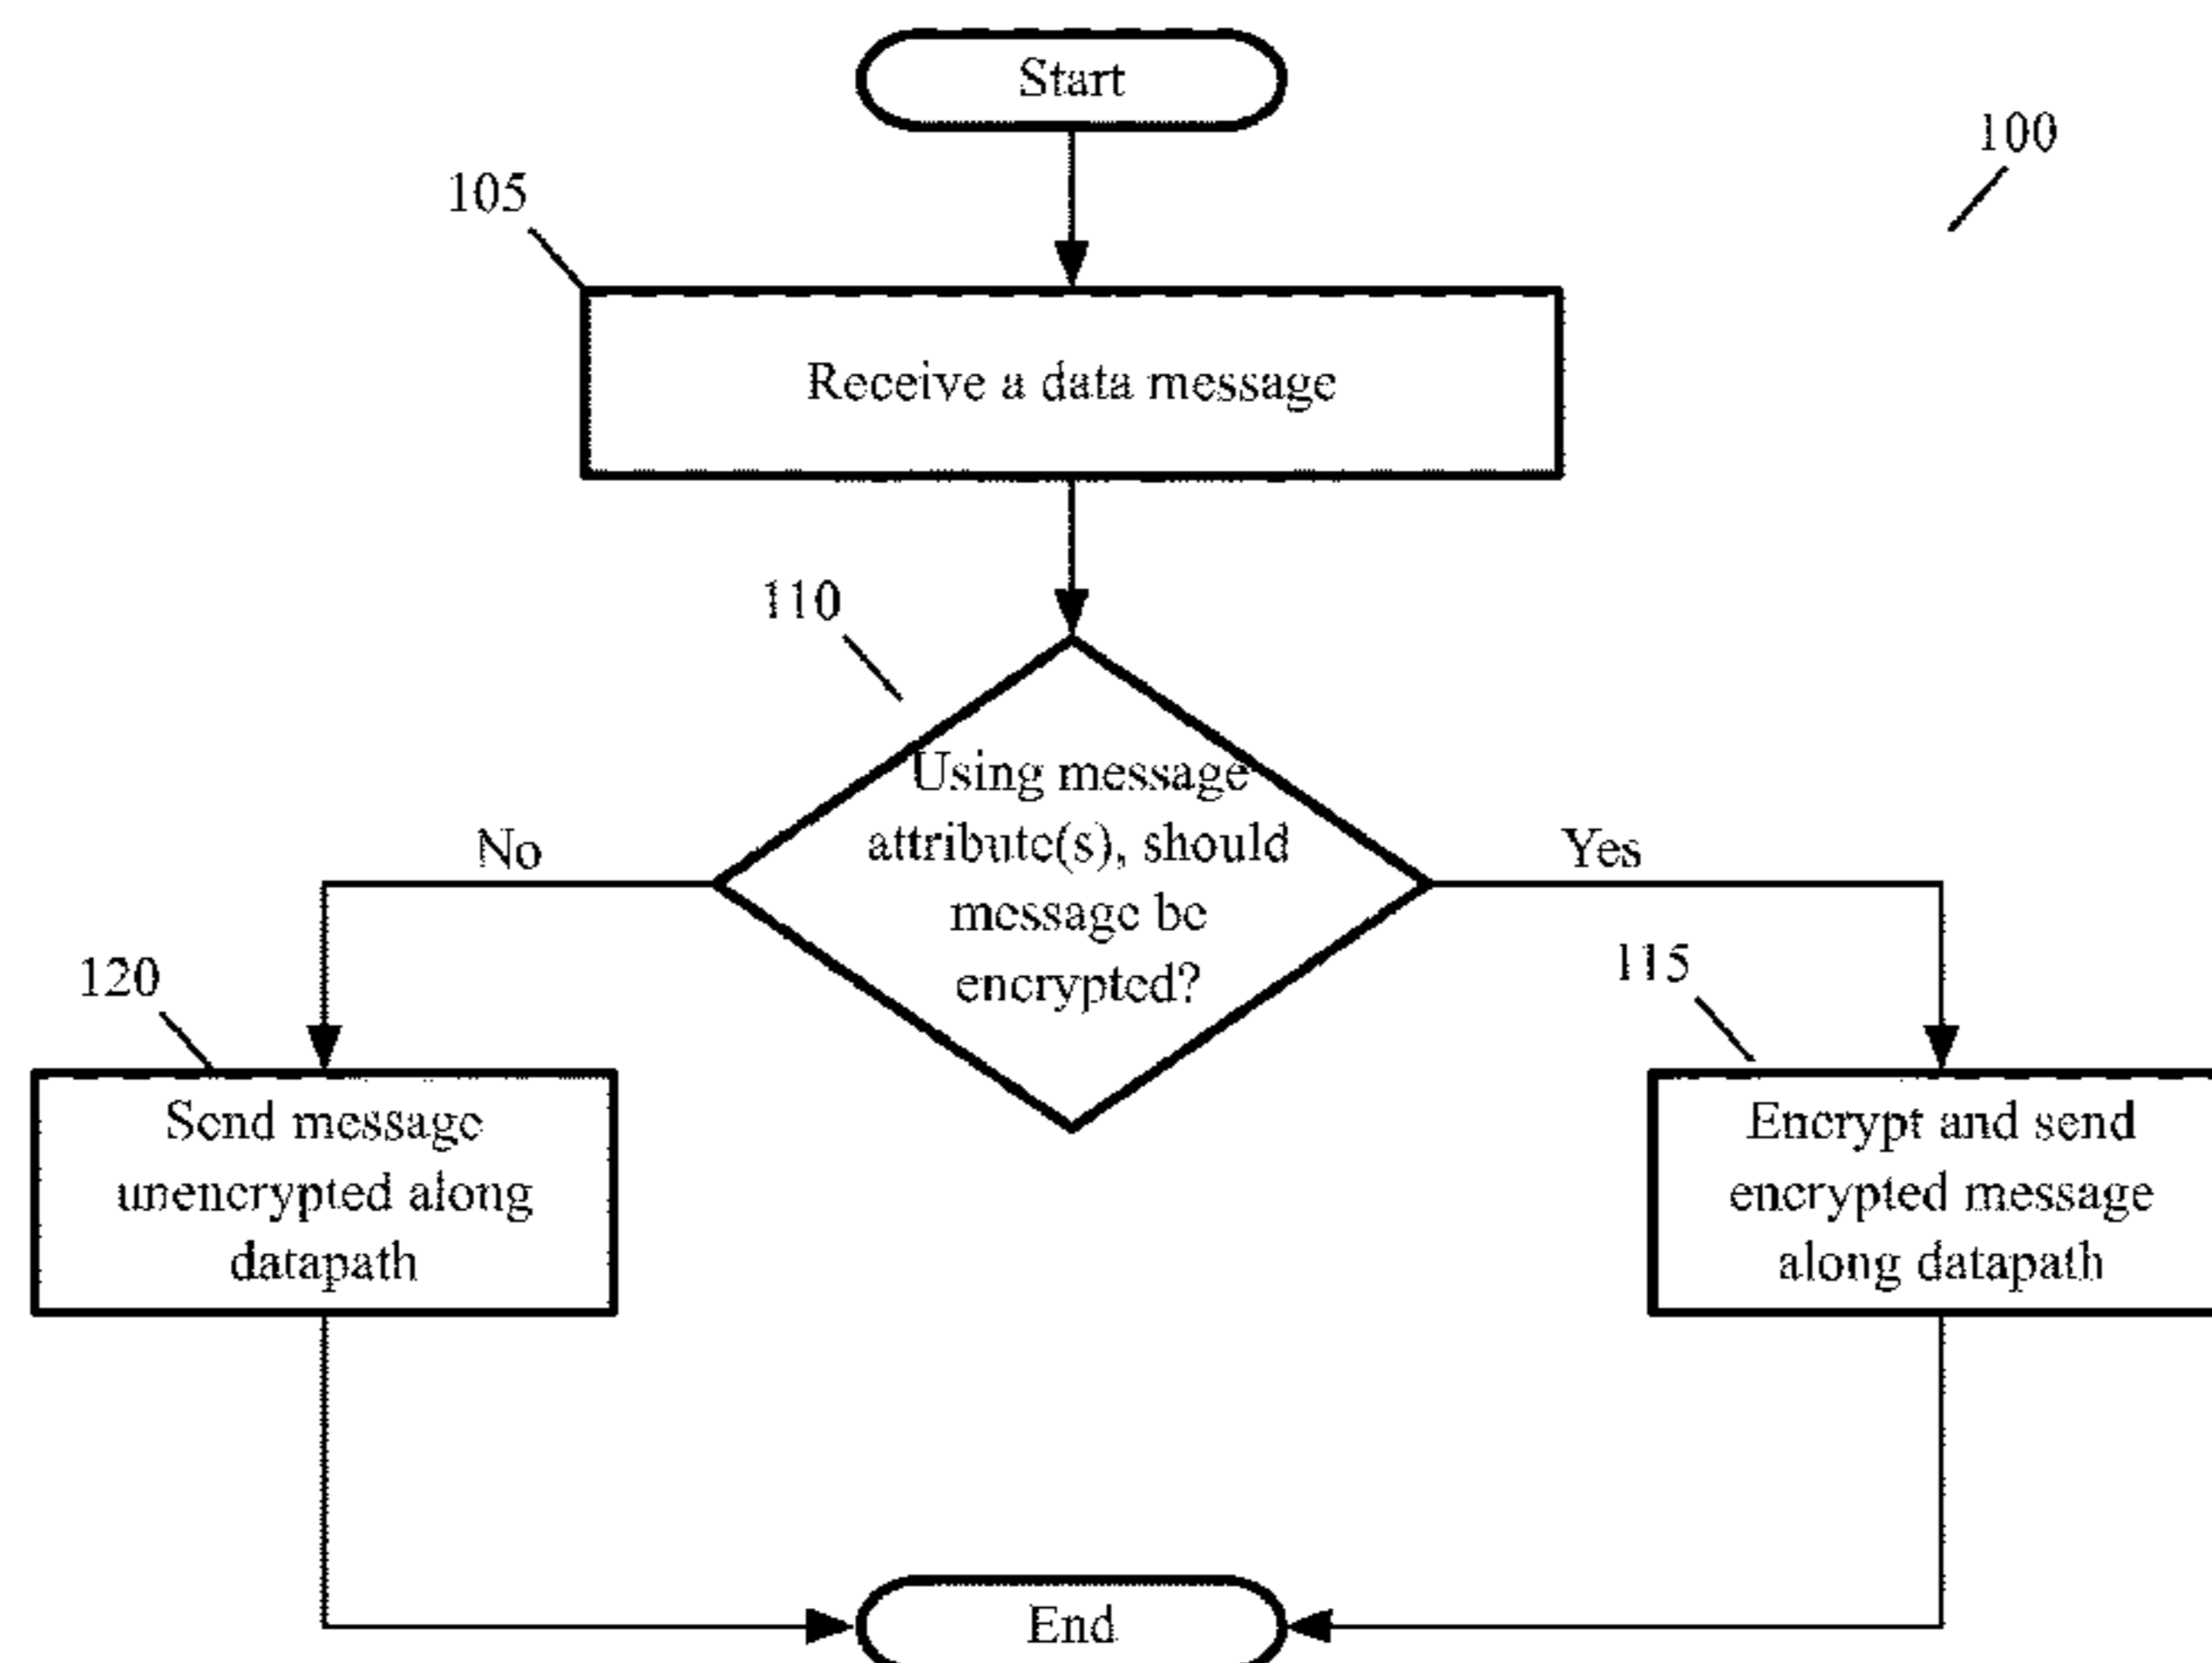 Start
100
105
Receive a data message
110
Using message
attribute(s), should
message be
encrypted?
No
Yes
120
115
Send message
unencrypted along
datapath
Encrypt and send
encrypted message
along datapath
End